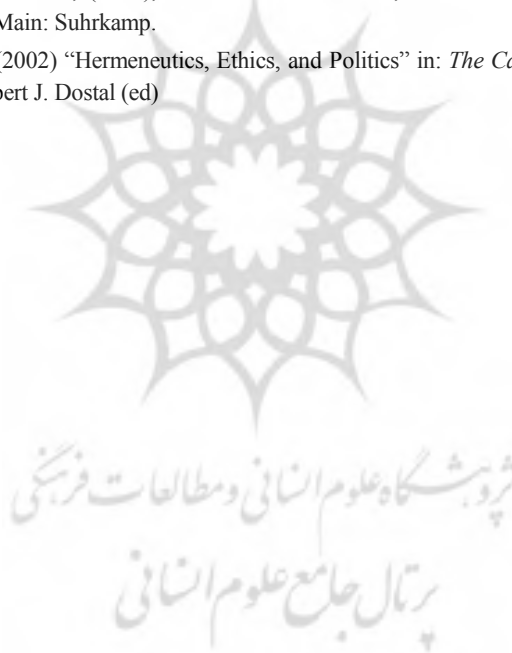 Main: Suhrkamp.
(2002) “Hermeneutics, Ethics, and Politics” in: The Ca
bert J. Dostal (ed)
پژوهشگاه علوم انسانی و مطالعات فرهنگی
پرتال جامع علوم انسانی